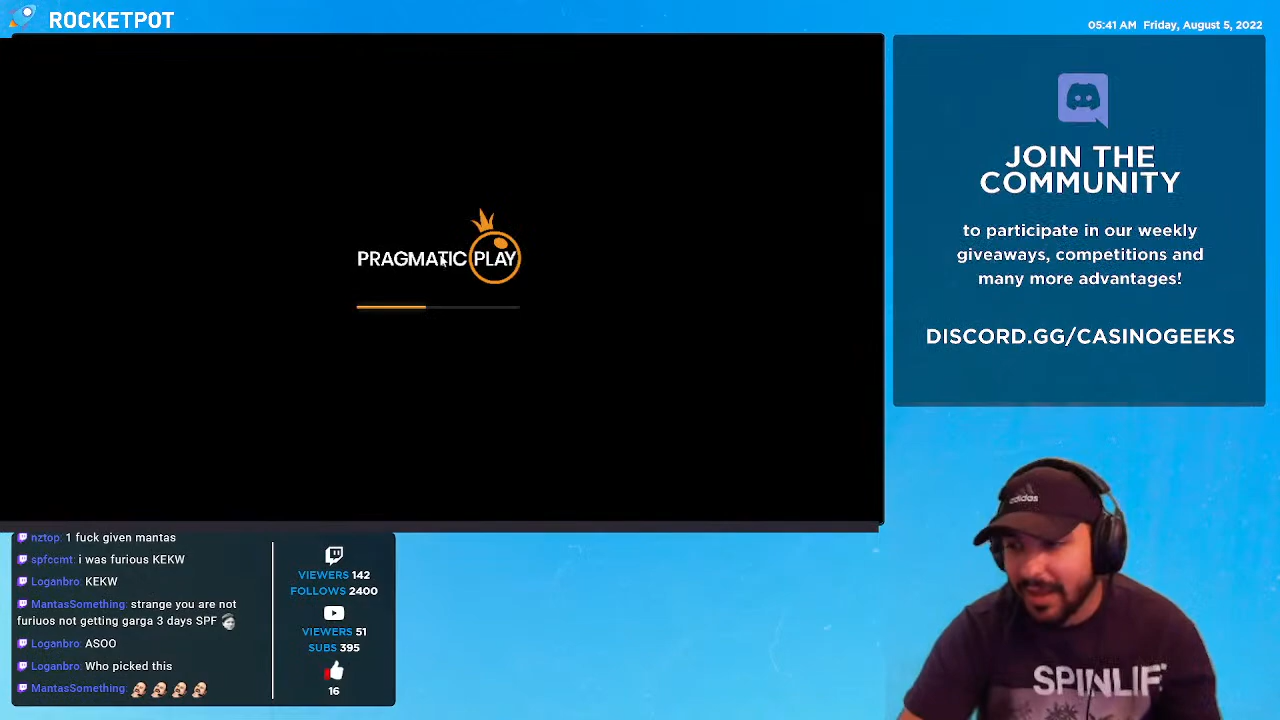 ROCKETPOT
05:41 AM Friday, August 5, 2022
PRAGMATIC PLAY
JOIN THE
COMMUNITY
to participate in our weekly
giveaways, competitions and
many more advantages!
DISCORD.GG/CASINOGEEKS
nztop: 1 fuck given mantas
spfccmt: i was furious KEKW
Loganbro: KEKW
MantasSomething: strange you are not
furiuos not getting garga 3 days SPF
Loganbro: ASOO
Loganbro: Who picked this
MantasSomething:
VIEWERS 142
FOLLOWS 2400
VIEWERS 51
SUBS 395
16
adidas
SPINLIF